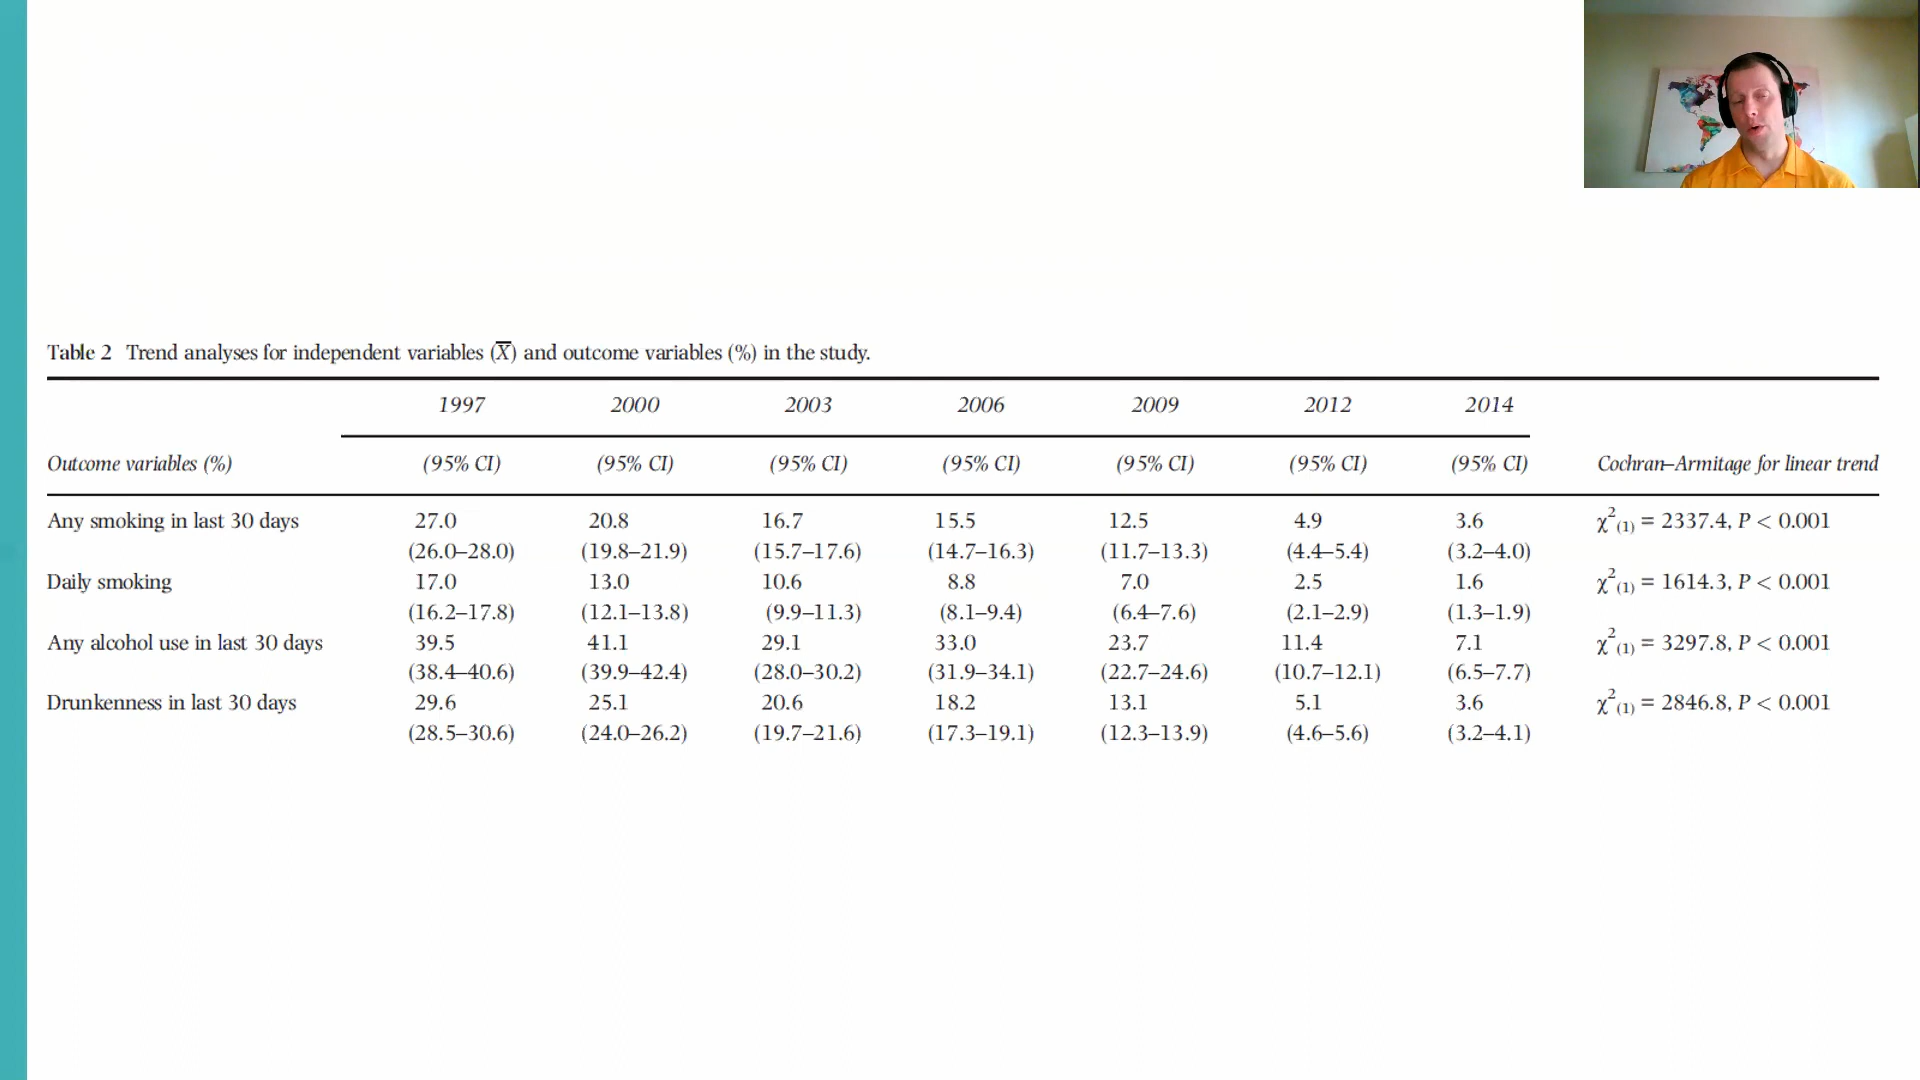 Table 2 Trend analyses for independent variables (X̅) and outcome variables (%) in the study.
1997 2000 2003 2006 2009 2012 2014
Outcome variables (%) (95% CI) (95% CI) (95% CI) (95% CI) (95% CI) (95% CI) (95% CI) Cochran–Armitage for linear trend
Any smoking in last 30 days 27.0 20.8 16.7 15.5 12.5 4.9 3.6 χ²(1) = 2337.4, P < 0.001
(26.0–28.0) (19.8–21.9) (15.7–17.6) (14.7–16.3) (11.7–13.3) (4.4–5.4) (3.2–4.0)
Daily smoking 17.0 13.0 10.6 8.8 7.0 2.5 1.6 χ²(1) = 1614.3, P < 0.001
(16.2–17.8) (12.1–13.8) (9.9–11.3) (8.1–9.4) (6.4–7.6) (2.1–2.9) (1.3–1.9)
Any alcohol use in last 30 days 39.5 41.1 29.1 33.0 23.7 11.4 7.1 χ²(1) = 3297.8, P < 0.001
(38.4–40.6) (39.9–42.4) (28.0–30.2) (31.9–34.1) (22.7–24.6) (10.7–12.1) (6.5–7.7)
Drunkenness in last 30 days 29.6 25.1 20.6 18.2 13.1 5.1 3.6 χ²(1) = 2846.8, P < 0.001
(28.5–30.6) (24.0–26.2) (19.7–21.6) (17.3–19.1) (12.3–13.9) (4.6–5.6) (3.2–4.1)